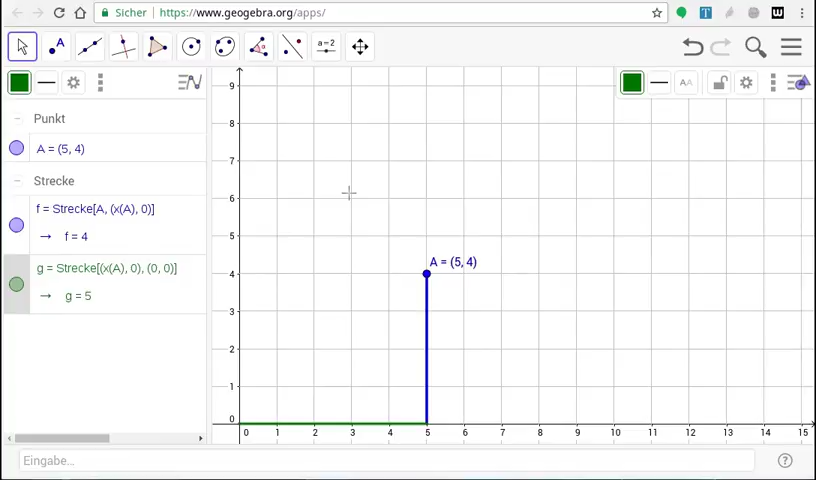 Sicher | https://www.geogebra.org/apps/
A
a=2
AA
Punkt
A = (5, 4)
Strecke
f = Strecke[A, (x(A), 0)]
→ f = 4
g = Strecke[(x(A), 0), (0, 0)]
→ g = 5
9
8
7
6
5
A = (5, 4)
4
3
2
1
0
0 1 2 3 4 5 6 7 8 9 10 11 12 13 14 15
Eingabe...
?